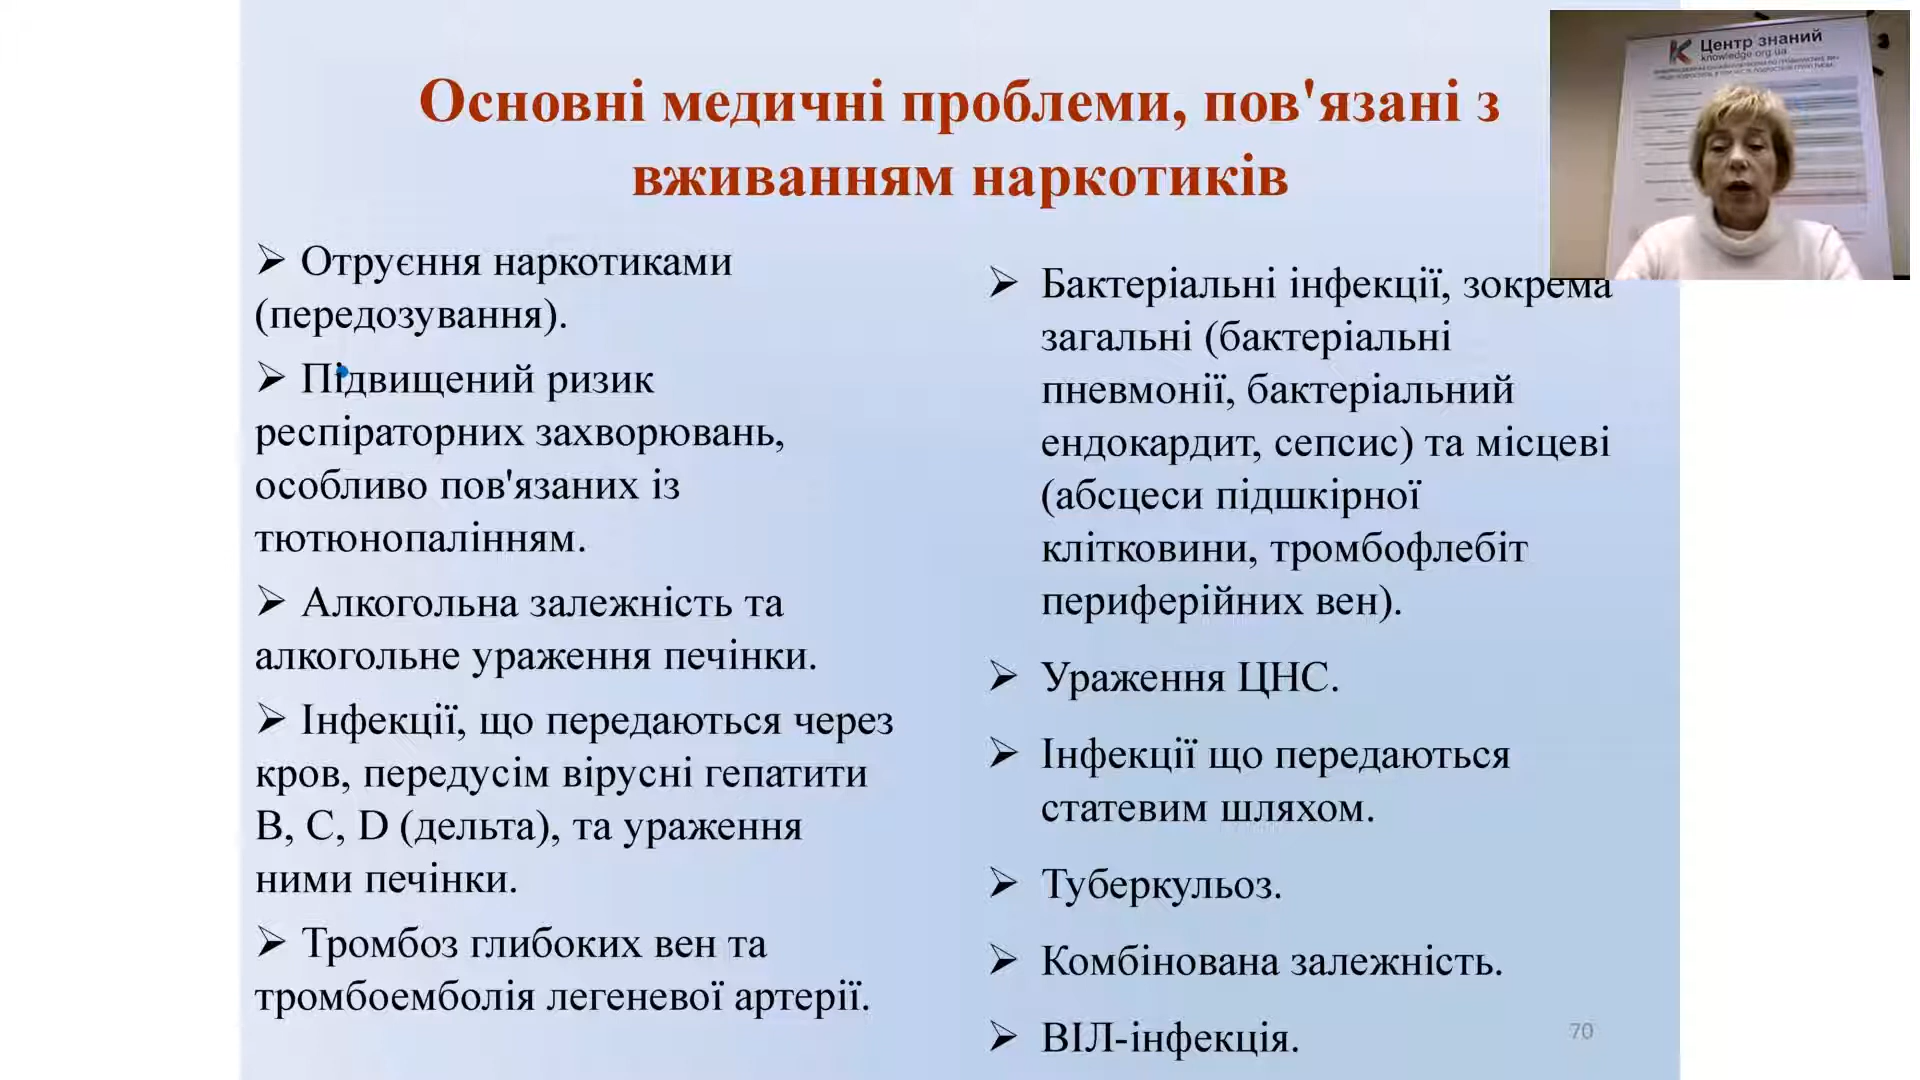 Основні медичні проблеми, пов'язані з
вживанням наркотиків
➢ Отруєння наркотиками
(передозування).
➢ Підвищений ризик
респіраторних захворювань,
особливо пов'язаних із
тютюнопалінням.
➢ Алкогольна залежність та
алкогольне ураження печінки.
➢ Інфекції, що передаються через
кров, передусім вірусні гепатити
B, C, D (дельта), та ураження
ними печінки.
➢ Тромбоз глибоких вен та
тромбоемболія легеневої артерії.
➢ Бактеріальні інфекції, зокрема
загальні (бактеріальні
пневмонії, бактеріальний
ендокардит, сепсис) та місцеві
(абсцеси підшкірної
клітковини, тромбофлебіт
периферійних вен).
➢ Ураження ЦНС.
➢ Інфекції що передаються
статевим шляхом.
➢ Туберкульоз.
➢ Комбінована залежність.
➢ ВІЛ-інфекція.
70
Центр знаний
knowledge.org.ua